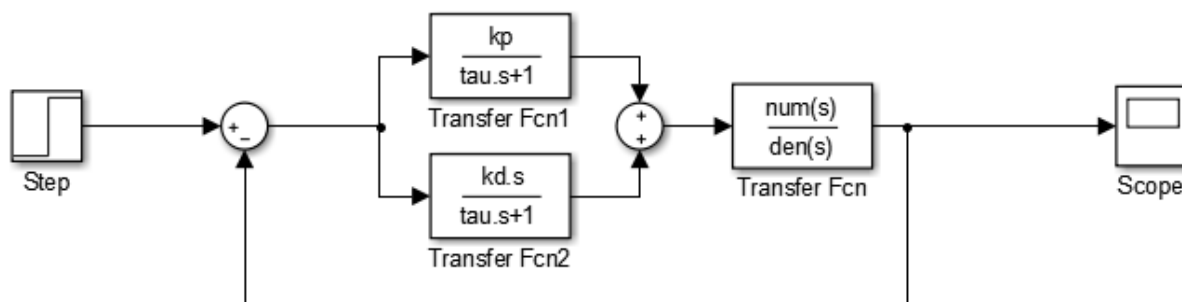 kp
tau.s+1
Transfer Fcn1
Step
+
−
+
+
num(s)
den(s)
Transfer Fcn
Scope
kd.s
tau.s+1
Transfer Fcn2